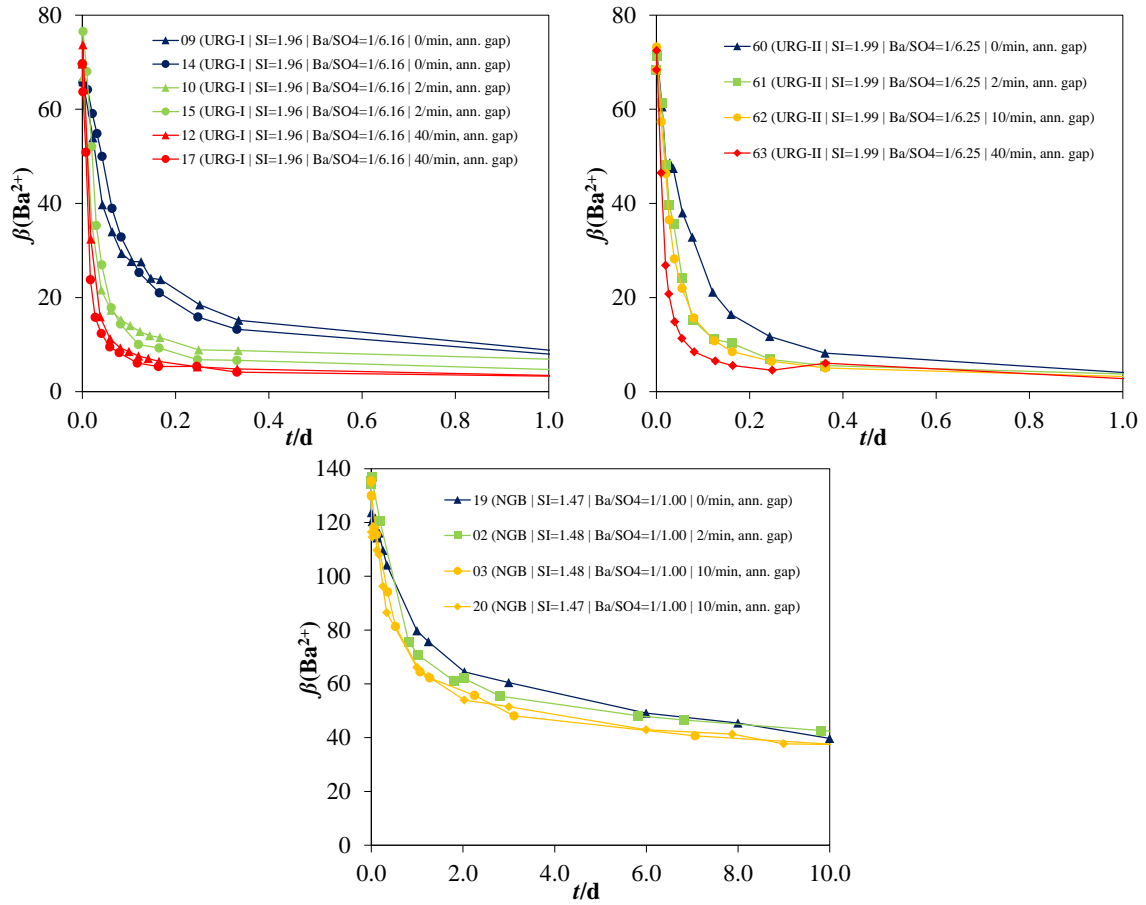 80
60
40
20
0
β(Ba²⁺)
09 (URG-I | SI=1.96 | Ba/SO4=1/6.16 | 0/min, ann. gap)
14 (URG-I | SI=1.96 | Ba/SO4=1/6.16 | 0/min, ann. gap)
10 (URG-I | SI=1.96 | Ba/SO4=1/6.16 | 2/min, ann. gap)
15 (URG-I | SI=1.96 | Ba/SO4=1/6.16 | 2/min, ann. gap)
12 (URG-I | SI=1.96 | Ba/SO4=1/6.16 | 40/min, ann. gap)
17 (URG-I | SI=1.96 | Ba/SO4=1/6.16 | 40/min, ann. gap)
0.0 0.2 0.4 0.6 0.8 1.0
t/d
80
60
40
20
0
β(Ba²⁺)
60 (URG-II | SI=1.99 | Ba/SO4=1/6.25 | 0/min, ann. gap)
61 (URG-II | SI=1.99 | Ba/SO4=1/6.25 | 2/min, ann. gap)
62 (URG-II | SI=1.99 | Ba/SO4=1/6.25 | 10/min, ann. gap)
63 (URG-II | SI=1.99 | Ba/SO4=1/6.25 | 40/min, ann. gap)
0.0 0.2 0.4 0.6 0.8 1.0
t/d
140
120
100
80
60
40
20
0
β(Ba²⁺)
19 (NGB | SI=1.47 | Ba/SO4=1/1.00 | 0/min, ann. gap)
02 (NGB | SI=1.48 | Ba/SO4=1/1.00 | 2/min, ann. gap)
03 (NGB | SI=1.48 | Ba/SO4=1/1.00 | 10/min, ann. gap)
20 (NGB | SI=1.47 | Ba/SO4=1/1.00 | 10/min, ann. gap)
0.0 2.0 4.0 6.0 8.0 10.0
t/d